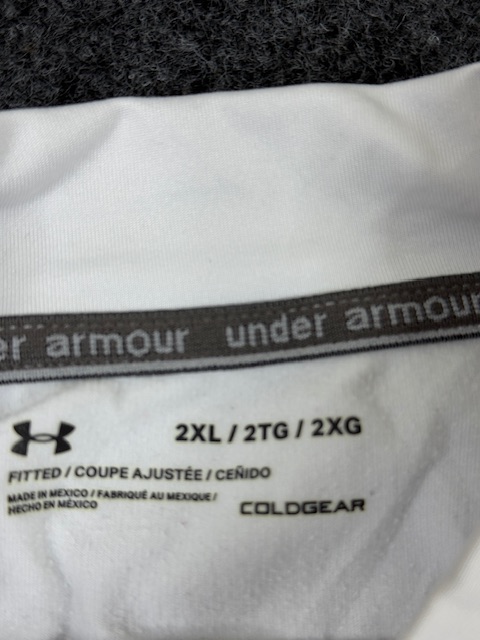 er armour under armour
2XL / 2TG / 2XG
FITTED / COUPE AJUSTÉE / CEÑIDO
MADE IN MEXICO / FABRIQUÉ AU MEXIQUE /
HECHO EN MÉXICO
COLDGEAR